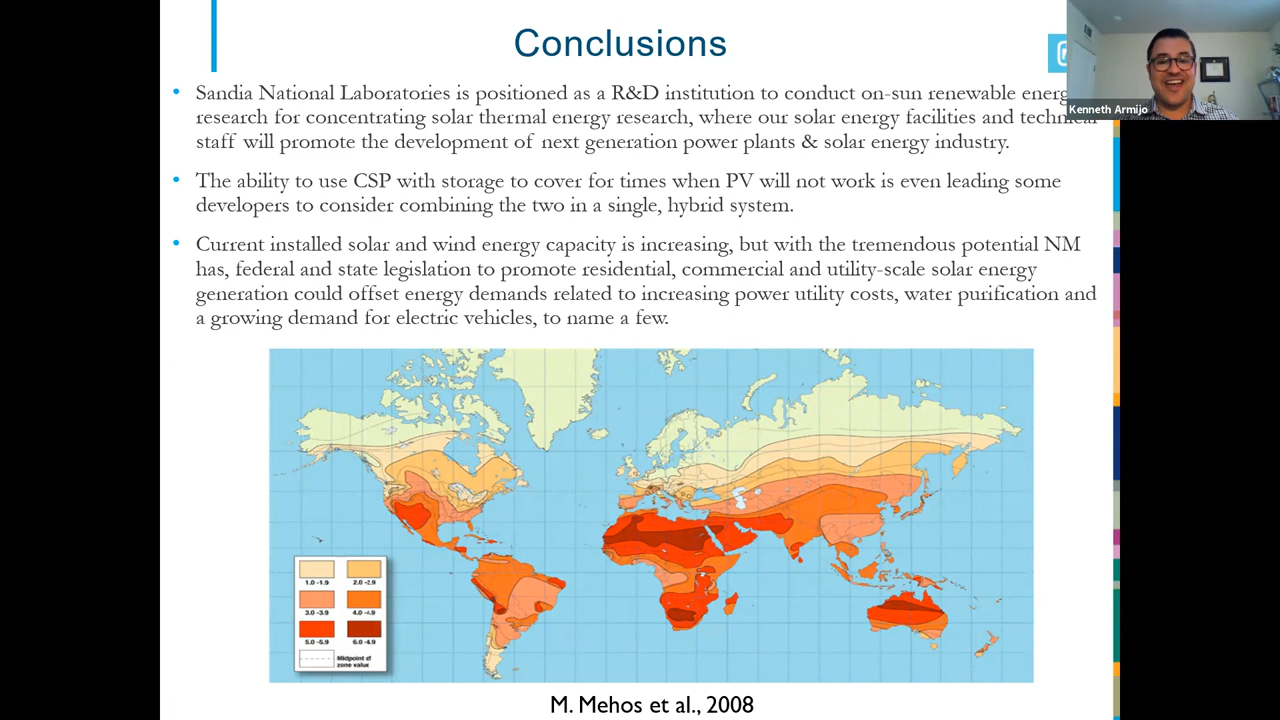 Conclusions
Kenneth Armijo
• Sandia National Laboratories is positioned as a R&D institution to conduct on-sun renewable
research for concentrating solar thermal energy research, where our solar energy facilities and technical
staff will promote the development of next generation power plants & solar energy industry.
• The ability to use CSP with storage to cover for times when PV will not work is even leading some
developers to consider combining the two in a single, hybrid system.
• Current installed solar and wind energy capacity is increasing, but with the tremendous potential NM
has, federal and state legislation to promote residential, commercial and utility-scale solar energy
generation could offset energy demands related to increasing power utility costs, water purification and
a growing demand for electric vehicles, to name a few.
1.0 -1.9 2.0 -2.9
3.0 -3.9 4.0 -4.9
5.0 -5.9 6.0 -4.9
Midpoint of
zone value
M. Mehos et al., 2008